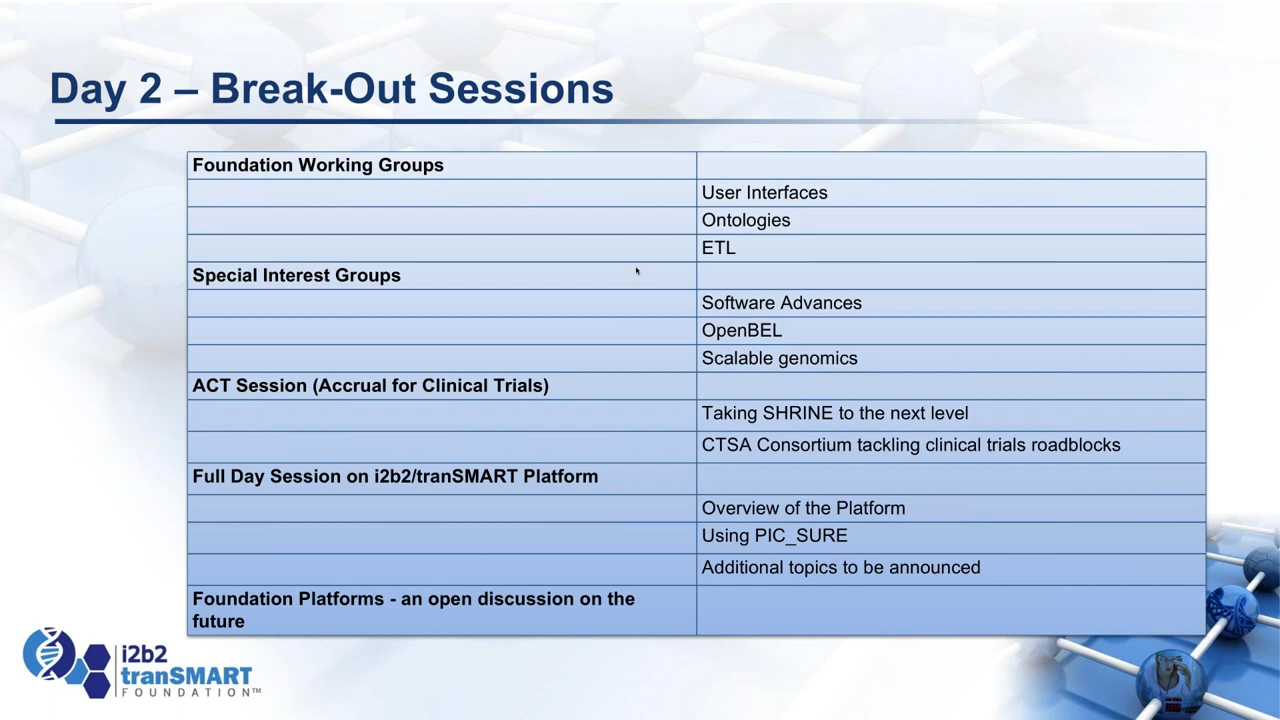 Day 2 – Break-Out Sessions
Foundation Working Groups
User Interfaces
Ontologies
ETL
Special Interest Groups
Software Advances
OpenBEL
Scalable genomics
ACT Session (Accrual for Clinical Trials)
Taking SHRINE to the next level
CTSA Consortium tackling clinical trials roadblocks
Full Day Session on i2b2/tranSMART Platform
Overview of the Platform
Using PIC_SURE
Additional topics to be announced
Foundation Platforms - an open discussion on the
future
i2b2
tranSMART
FOUNDATION™